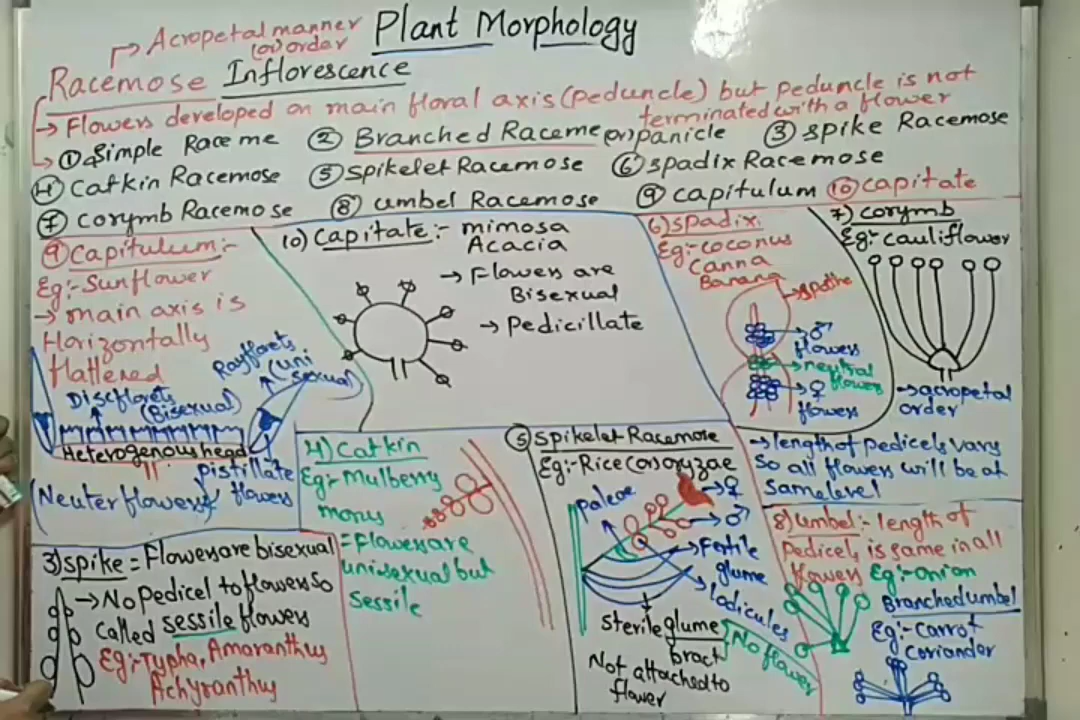 Plant Morphology
Acropetal manner
(or) order
Racemose Inflorescence
→ Flowers developed on main floral axis (peduncle) but peduncle is not
terminated with a flower
① Simple Raceme ② Branched Raceme (or) panicle ③ spike Racemose
④ Catkin Racemose ⑤ Spikelet Racemose ⑥ spadix Racemose
⑦ corymb Racemose ⑧ umbel Racemose ⑨ capitulum ⑩ capitate
⑨ Capitulum:-
Eg:- Sunflower
→ main axis is
Horizontally
flattened
Rayflorets
(uni
sexual)
Discflorets
(Bisexual)
Heterogenous head
pistillate
flowers
(Neuter flowers)
10) Capitate:- mimosa
Acacia
→ Flowers are
Bisexual
→ Pedicillate
6) Spadix:
Eg:- coconus
Canna
Banana
→ spathe
→ ♂
flowers
→ neutral
flowers
→ ♀
flowers
7) corymb
Eg:- cauliflower
→ acropetal
order
→ length of pedicels vary
So all flowers will be at
same level
8) umbel:- length of
Pedicels is same in all
flowers Eg:- onion
Branched umbel
Eg:- Carrot
Coriander
4) Catkin
Eg:- Mulberry
morus
= Flowers are
unisexual but
Sessile
⑤ Spikelet Racemose
Eg:- Rice (or) oryzae
paleae
→ ♀
→ ♂
→ Fertile
glume
lodicules
Sterile glume
bract
No flower
Not attached to
flower
3) spike = Flowers are bisexual
→ No Pedicel to flowers so
called sessile flowers
Eg:- Typha, Amaranthus
Achyranthus